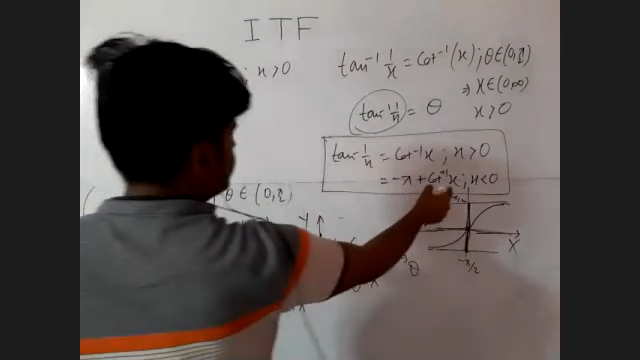 ITF
; x>0
tan⁻¹ 1/x = Cot⁻¹(x); θ∈(0,π/2)
⇒ x∈(0,∞)
tan⁻¹ 1/x = θ
x>0
tan⁻¹ 1/x = Cot⁻¹x ; x>0
= -π + Cot⁻¹x ; x<0
θ∈(0,π/2)
Y
X
θ
-π/2